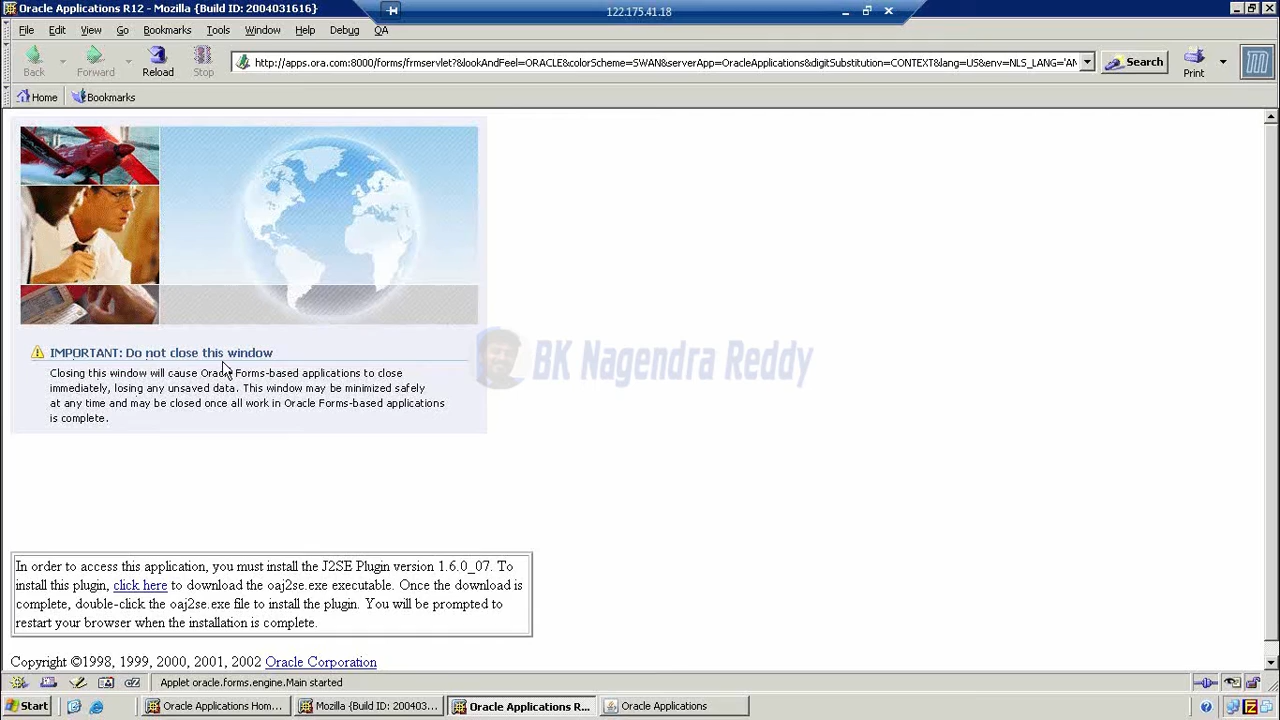 Oracle Applications R12 - Mozilla {Build ID: 2004031616}
122.175.41.18
File Edit View Go Bookmarks Tools Window Help Debug QA
Back Forward Reload Stop
http://apps.ora.com:8000/forms/frmservlet?&lookAndFeel=ORACLE&colorScheme=SWAN&serverApp=OracleApplications&digitSubstitution=CONTEXT&lang=US&env=NLS_LANG='AM
Search
Print
Home Bookmarks
IMPORTANT: Do not close this window
Closing this window will cause Oracle Forms-based applications to close
immediately, losing any unsaved data. This window may be minimized safely
at any time and may be closed once all work in Oracle Forms-based applications
is complete.
BK Nagendra Reddy
In order to access this application, you must install the J2SE Plugin version 1.6.0_07. To
install this plugin, click here to download the oaj2se.exe executable. Once the download is
complete, double-click the oaj2se.exe file to install the plugin. You will be prompted to
restart your browser when the installation is complete.
Copyright ©1998, 1999, 2000, 2001, 2002 Oracle Corporation
Applet oracle.forms.engine.Main started
Start
Oracle Applications Hom...
Mozilla {Build ID: 200403...
Oracle Applications R...
Oracle Applications